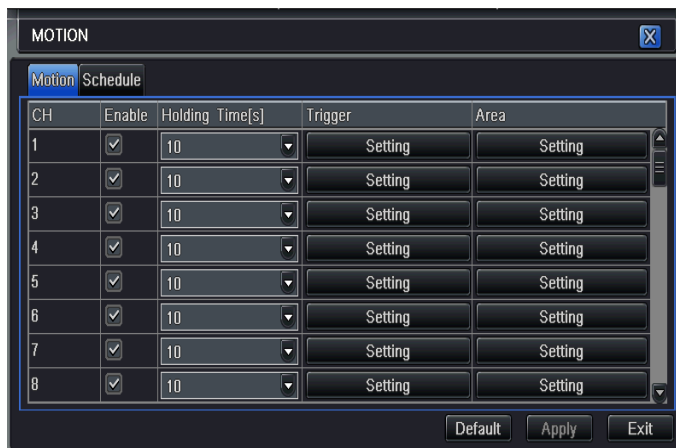 MOTION
Motion Schedule
CH Enable Holding Time[s] Trigger Area
1 10 Setting Setting
2 10 Setting Setting
3 10 Setting Setting
4 10 Setting Setting
5 10 Setting Setting
6 10 Setting Setting
7 10 Setting Setting
8 10 Setting Setting
Default Apply Exit